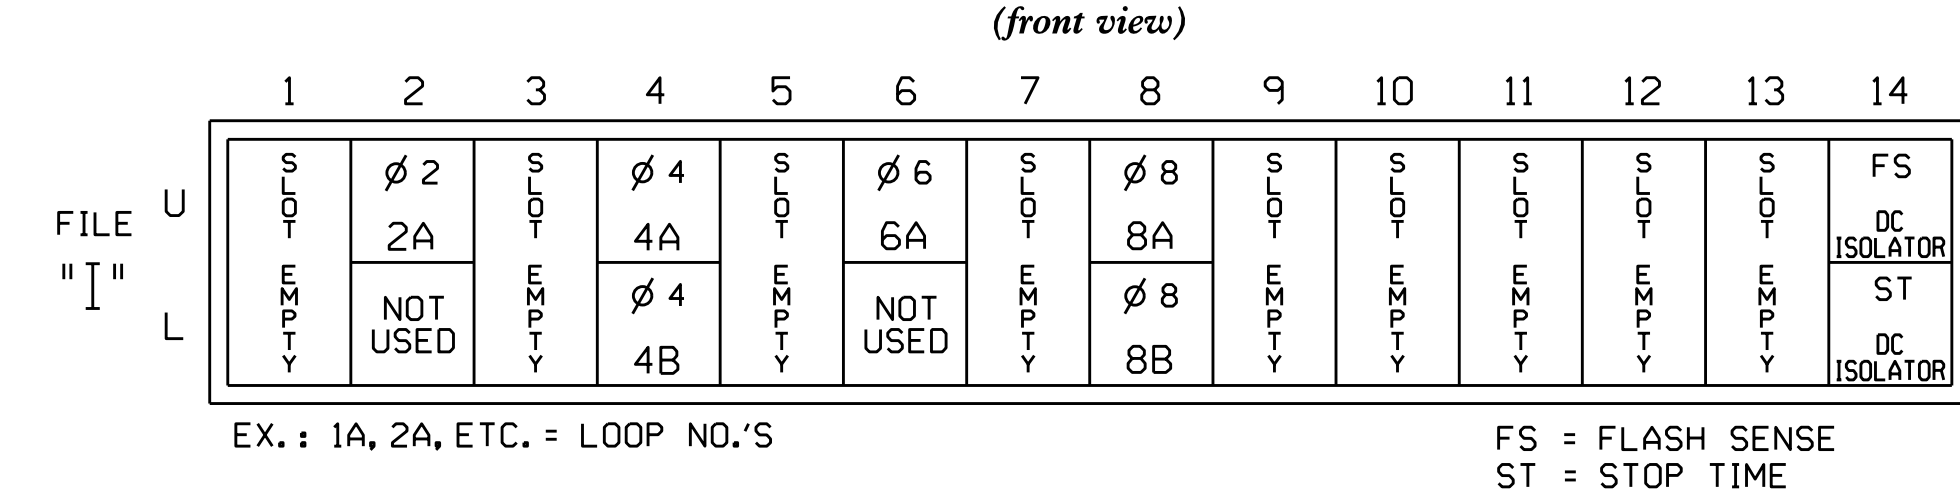 (front view)
1 2 3 4 5 6 7 8 9 10 11 12 13 14
FILE "I"
U
L
SLOT EMPTY
Ø 2
2A
NOT USED
SLOT EMPTY
Ø 4
4A
Ø 4
4B
SLOT EMPTY
Ø 6
6A
NOT USED
SLOT EMPTY
Ø 8
8A
Ø 8
8B
SLOT EMPTY
SLOT EMPTY
SLOT EMPTY
SLOT EMPTY
SLOT EMPTY
FS
DC ISOLATOR
ST
DC ISOLATOR
EX.: 1A, 2A, ETC. = LOOP NO.'S
FS = FLASH SENSE
ST = STOP TIME